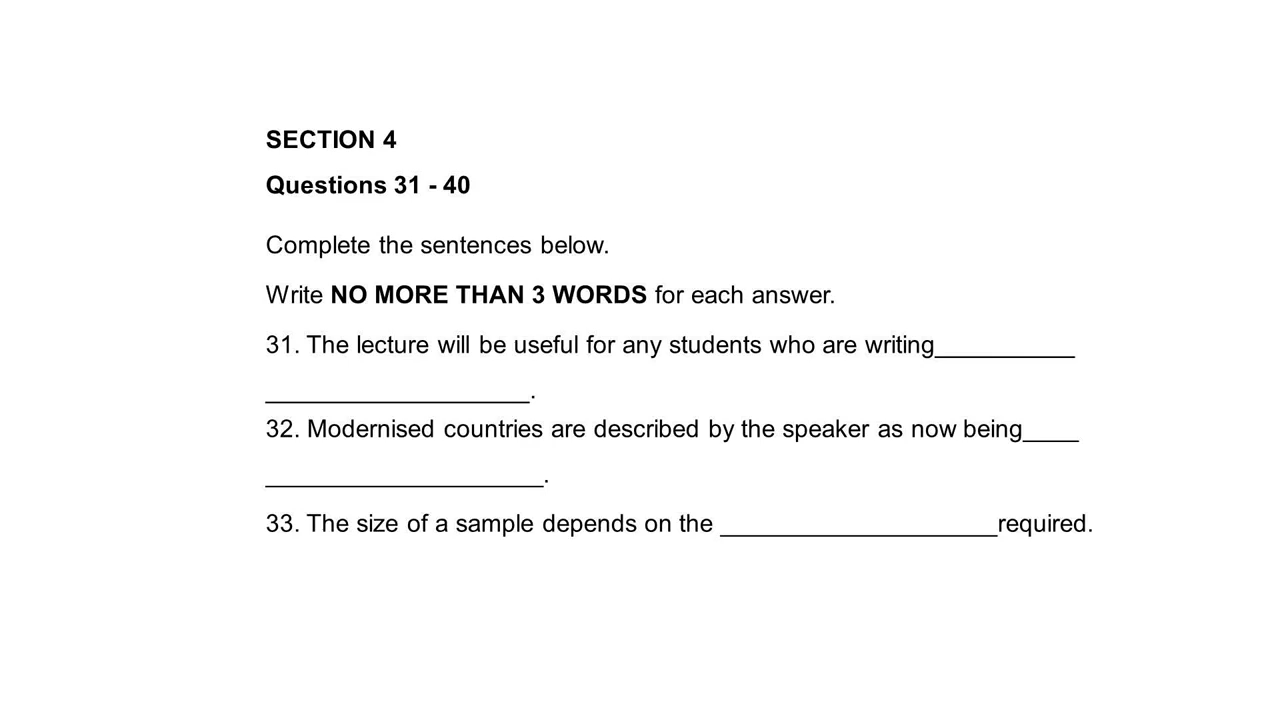 SECTION 4
Questions 31 - 40
Complete the sentences below.
Write NO MORE THAN 3 WORDS for each answer.
31. The lecture will be useful for any students who are writing__________
___________________.
32. Modernised countries are described by the speaker as now being____
____________________.
33. The size of a sample depends on the ____________________required.